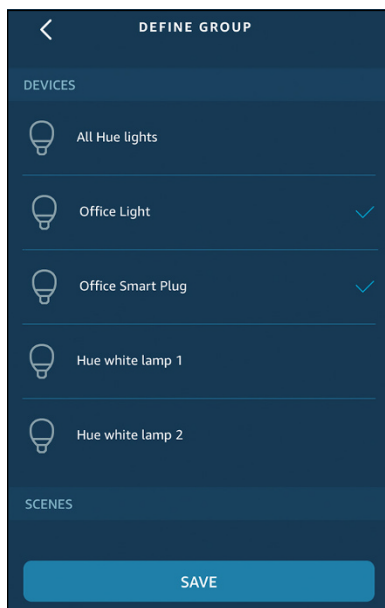 DEFINE GROUP
DEVICES
All Hue lights
Office Light
Office Smart Plug
Hue white lamp 1
Hue white lamp 2
SCENES
SAVE